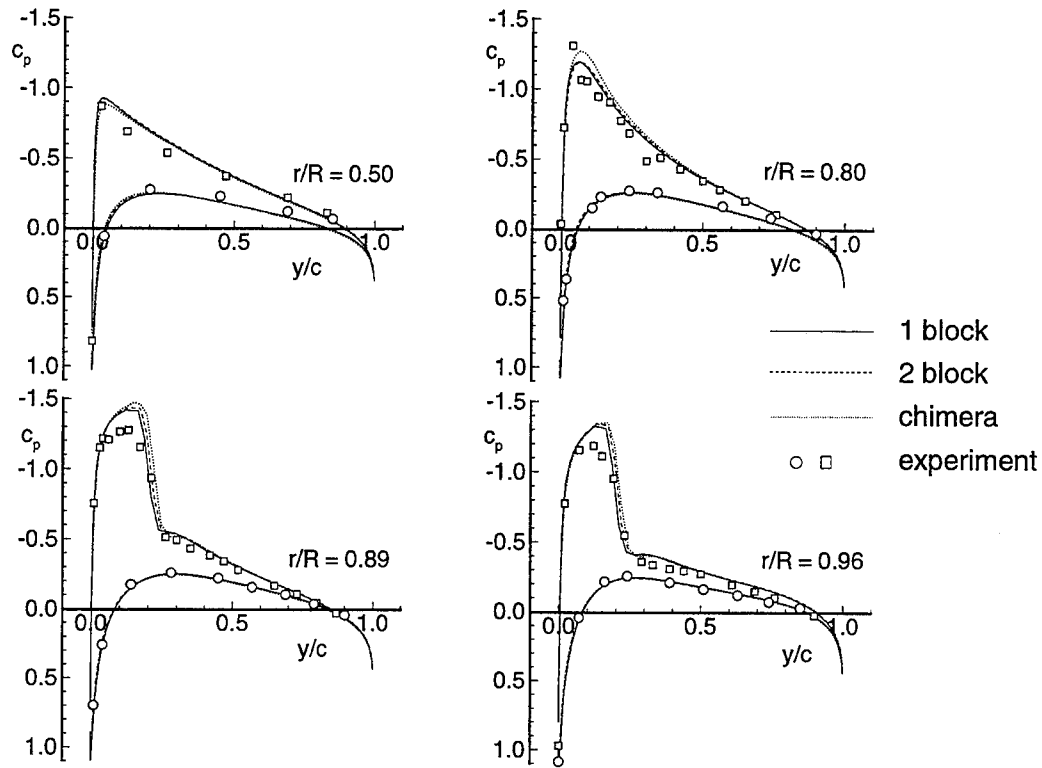 -1.5
c_p
-1.0
-0.5
r/R = 0.50
0.0
0.0 0.5 1.0
y/c
0.5
1.0
-1.5
c_p
-1.0
-0.5
r/R = 0.80
0.0
0.0 0.5 1.0
y/c
0.5
1.0
1 block
2 block
chimera
experiment
-1.5
c_p
-1.0
-0.5
r/R = 0.89
0.0
0.0 0.5 1.0
y/c
0.5
1.0
-1.5
c_p
-1.0
-0.5
r/R = 0.96
0.0
0.0 0.5 1.0
y/c
0.5
1.0